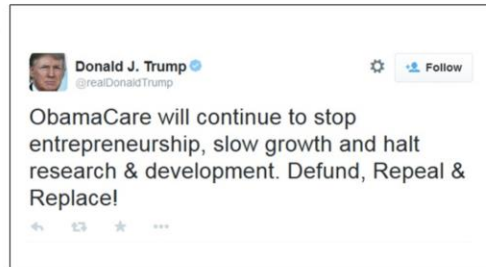 Donald J. Trump
@realDonaldTrump
Follow
ObamaCare will continue to stop
entrepreneurship, slow growth and halt
research & development. Defund, Repeal &
Replace!